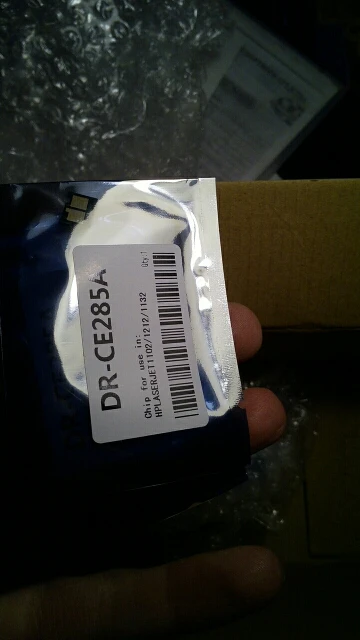 DR-CE285A
Qty.1
Chip for use in:
HPLASERJET1102/1212/1132